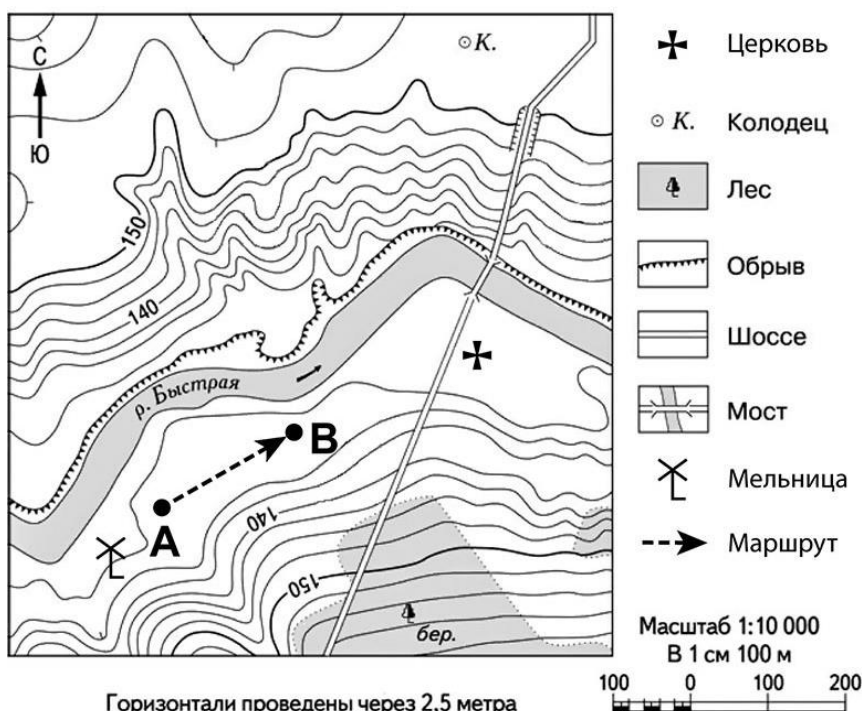 С
Ю
К.
150
140
р. Быстрая
А
В
140
150
бер.
Церковь
К. Колодец
Лес
Обрыв
Шоссе
Мост
Мельница
Маршрут
Масштаб 1:10 000
В 1 см 100 м
100 0 100 200
Горизонтали проведены через 2,5 метра